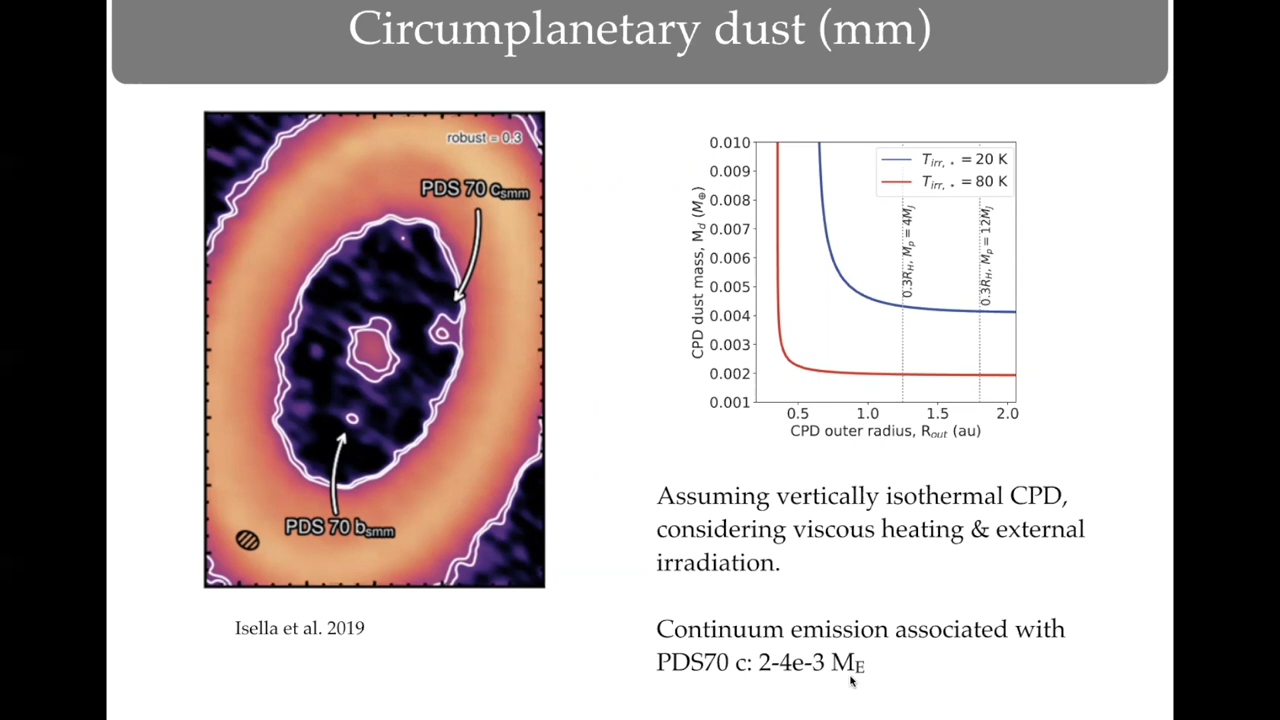 Circumplanetary dust (mm)
robust = 0.3
PDS 70 c_smm
PDS 70 b_smm
Isella et al. 2019
0.010
0.009
0.008
0.007
0.006
0.005
0.004
0.003
0.002
0.001
CPD dust mass, M_d (M_⊕)
T_irr,⋆ = 20 K
T_irr,⋆ = 80 K
0.3R_H, M_p = 4M_J
0.3R_H, M_p = 12M_J
0.5 1.0 1.5 2.0
CPD outer radius, R_out (au)
Assuming vertically isothermal CPD,
considering viscous heating & external
irradiation.
Continuum emission associated with
PDS70 c: 2-4e-3 M_E